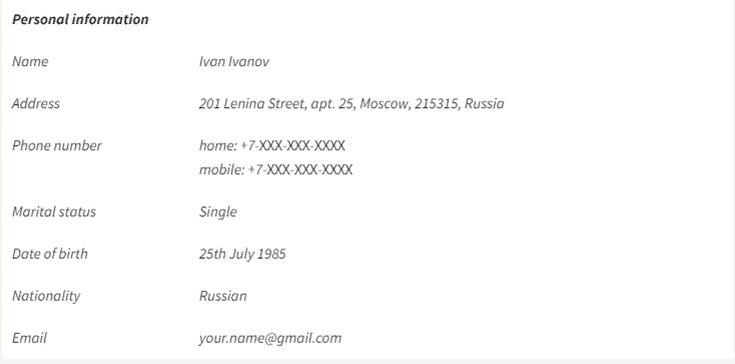 Personal information
Name Ivan Ivanov
Address 201 Lenina Street, apt. 25, Moscow, 215315, Russia
Phone number home: +7-XXX-XXX-XXXX
mobile: +7-XXX-XXX-XXXX
Marital status Single
Date of birth 25th July 1985
Nationality Russian
Email your.name@gmail.com